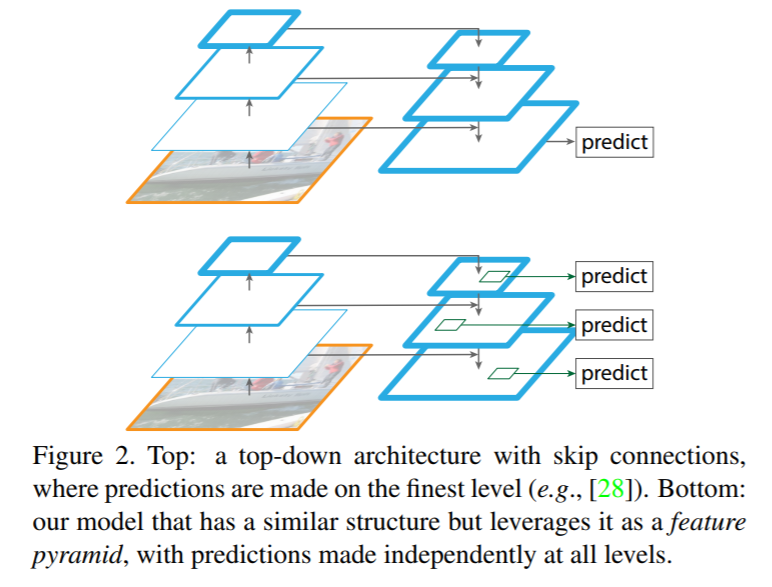 predict
predict
predict
predict
Figure 2. Top: a top-down architecture with skip connections,
where predictions are made on the finest level (e.g., [28]). Bottom:
our model that has a similar structure but leverages it as a feature
pyramid, with predictions made independently at all levels.